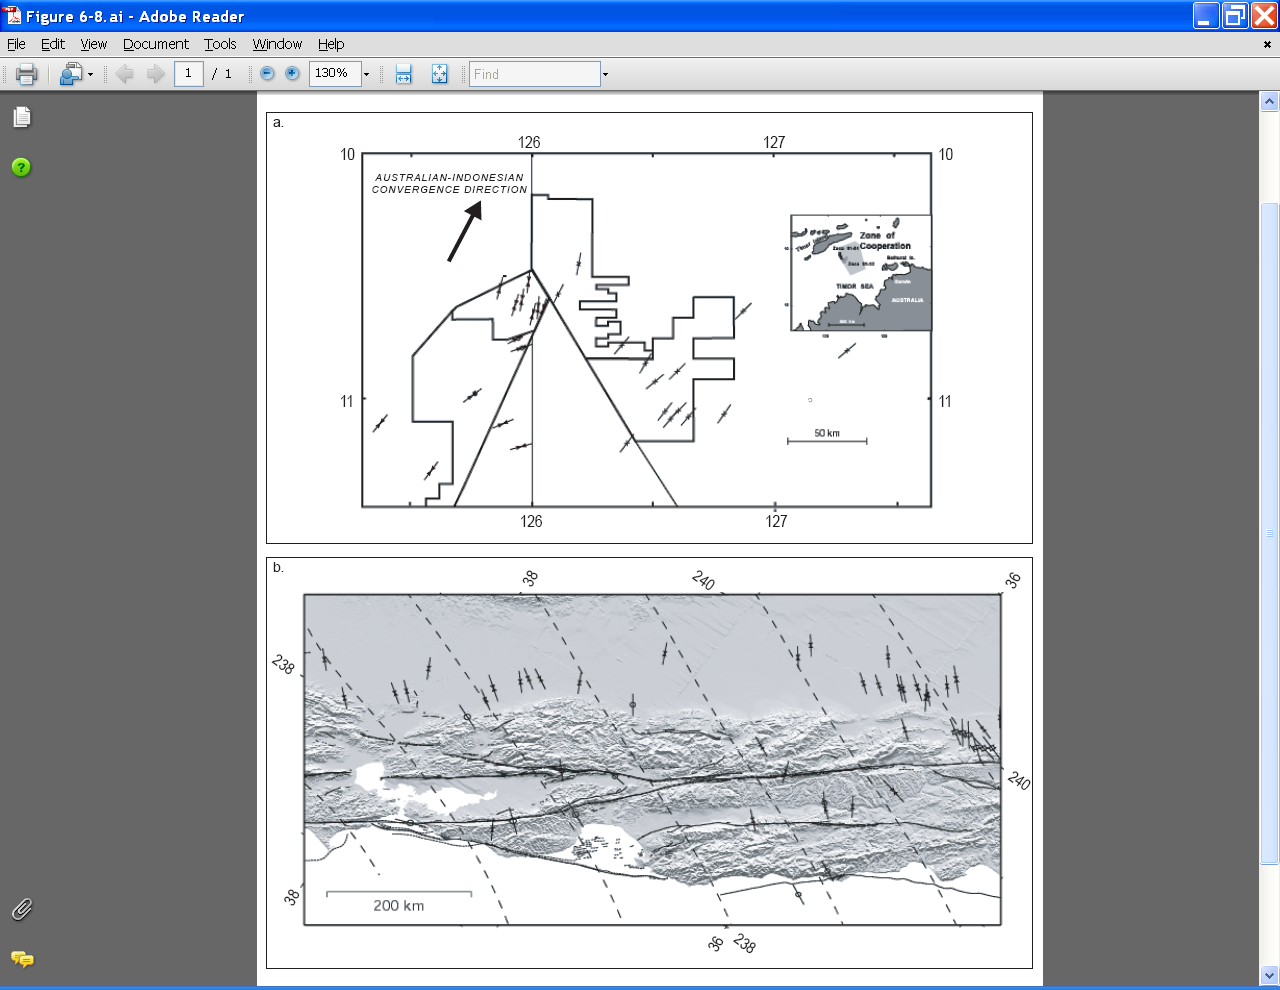 Figure 6-8.ai - Adobe Reader
File Edit View Document Tools Window Help
1 / 1 130% Find
a.
126 127
10 10
AUSTRALIAN-INDONESIAN
CONVERGENCE DIRECTION
Zone of
Cooperation
TIMOR SEA
AUSTRALIA
11 11
50 km
126 127
b.
38 240 36
238
240
200 km
38
36 238